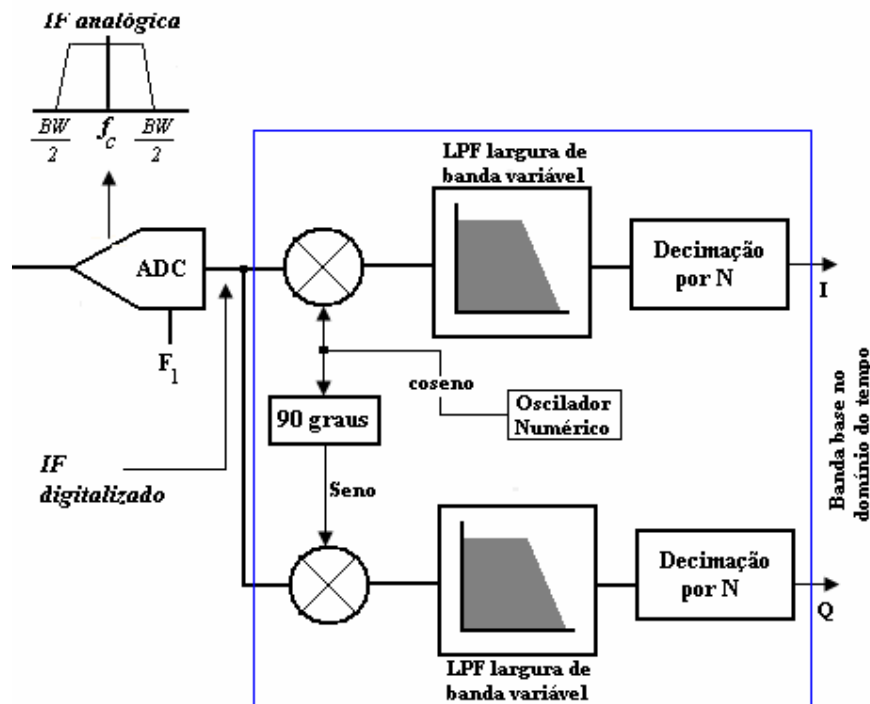 IF analógica
BW
2
f
c
BW
2
ADC
F
1
IF
digitalizado
LPF largura de
banda variável
Decimação
por N
I
coseno
90 graus
Oscilador
Numérico
Seno
Banda base no
domínio do tempo
Decimação
por N
Q
LPF largura de
banda variável